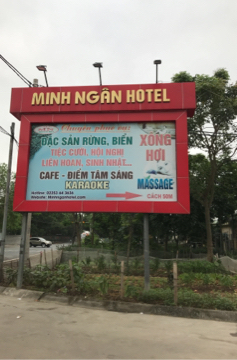 MINH NGÂN HOTEL
ĐẶC SẢN RỪNG, BIỂN
TIỆC CƯỚI, HỘI NGHỊ
LIÊN HOAN, SINH NHẬT...
CAFE - ĐIỂM TÂM SÁNG
KARAOKE
XÔNG
HƠI
MASSAGE